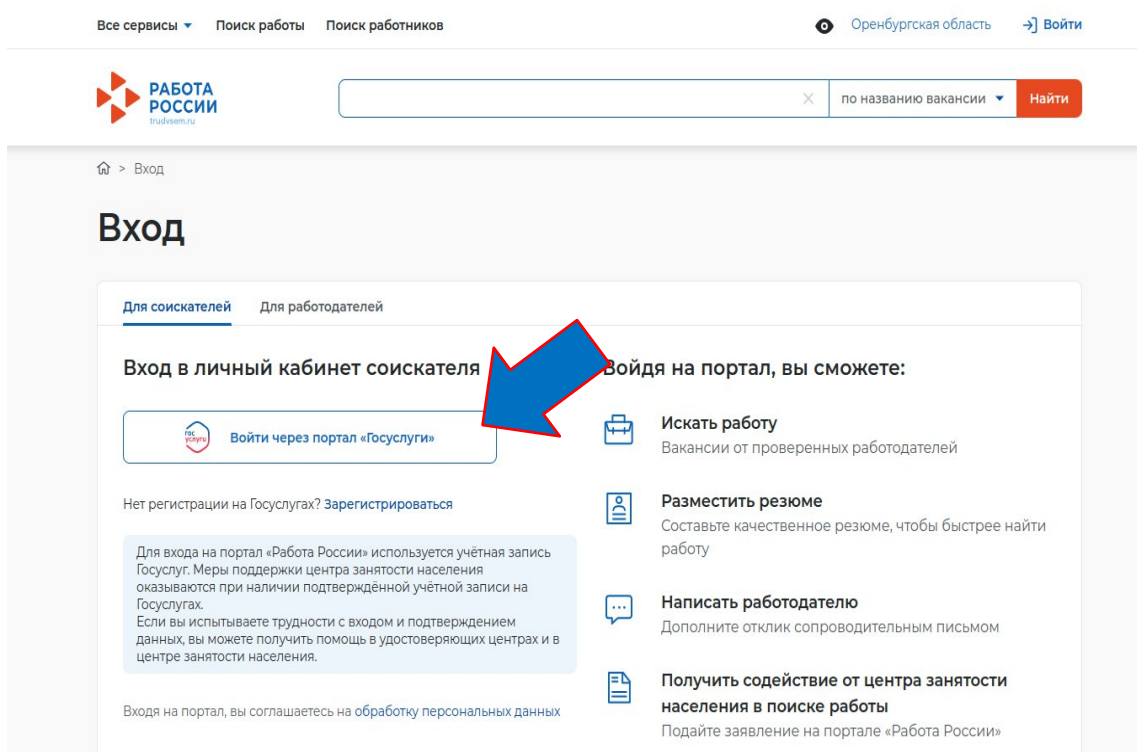 Все сервисы Поиск работы Поиск работников Оренбургская область Войти
РАБОТА
РОССИИ
trudvsem.ru
по названию вакансии Найти
> Вход
Вход
Для соискателей Для работодателей
Вход в личный кабинет соискателя
гос
услуги
Войти через портал «Госуслуги»
Нет регистрации на Госуслугах? Зарегистрироваться
Для входа на портал «Работа России» используется учётная запись
Госуслуг. Меры поддержки центра занятости населения
оказываются при наличии подтверждённой учётной записи на
Госуслугах.
Если вы испытываете трудности с входом и подтверждением
данных, вы можете получить помощь в удостоверяющих центрах и в
центре занятости населения.
Входя на портал, вы соглашаетесь на обработку персональных данных
Войдя на портал, вы сможете:
Искать работу
Вакансии от проверенных работодателей
Разместить резюме
Составьте качественное резюме, чтобы быстрее найти
работу
Написать работодателю
Дополните отклик сопроводительным письмом
Получить содействие от центра занятости
населения в поиске работы
Подайте заявление на портале «Работа России»